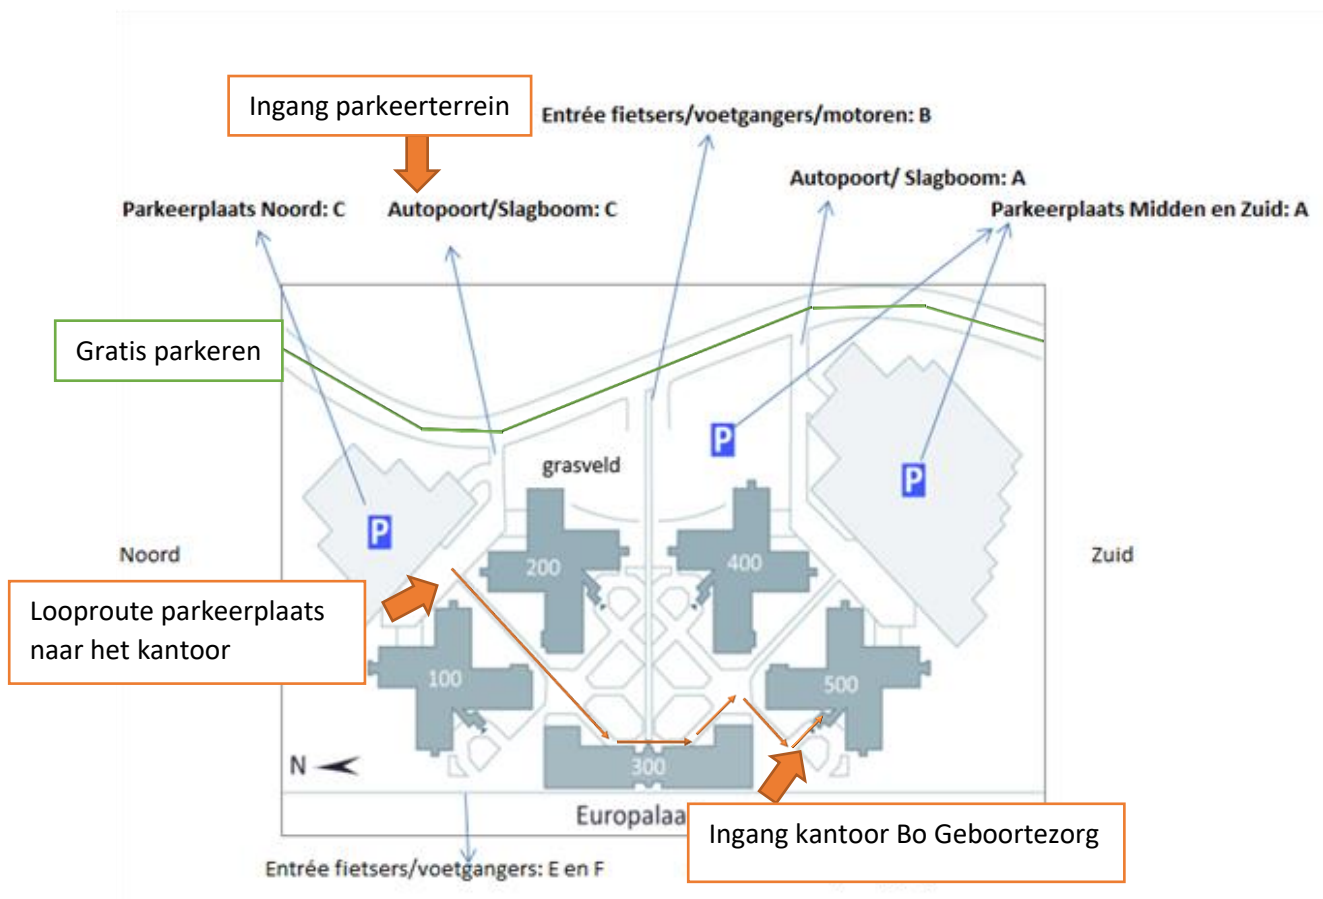 Ingang parkeerterrein
Entrée fietsers/voetgangers/motoren: B
Autopoort/ Slagboom: A
Parkeerplaats Noord: C
Autopoort/Slagboom: C
Parkeerplaats Midden en Zuid: A
Gratis parkeren
P
grasveld
P
P
Noord
200
400
Zuid
Looproute parkeerplaats
naar het kantoor
100
500
N
300
Europalaa
Ingang kantoor Bo Geboortezorg
Entrée fietsers/voetgangers: E en F